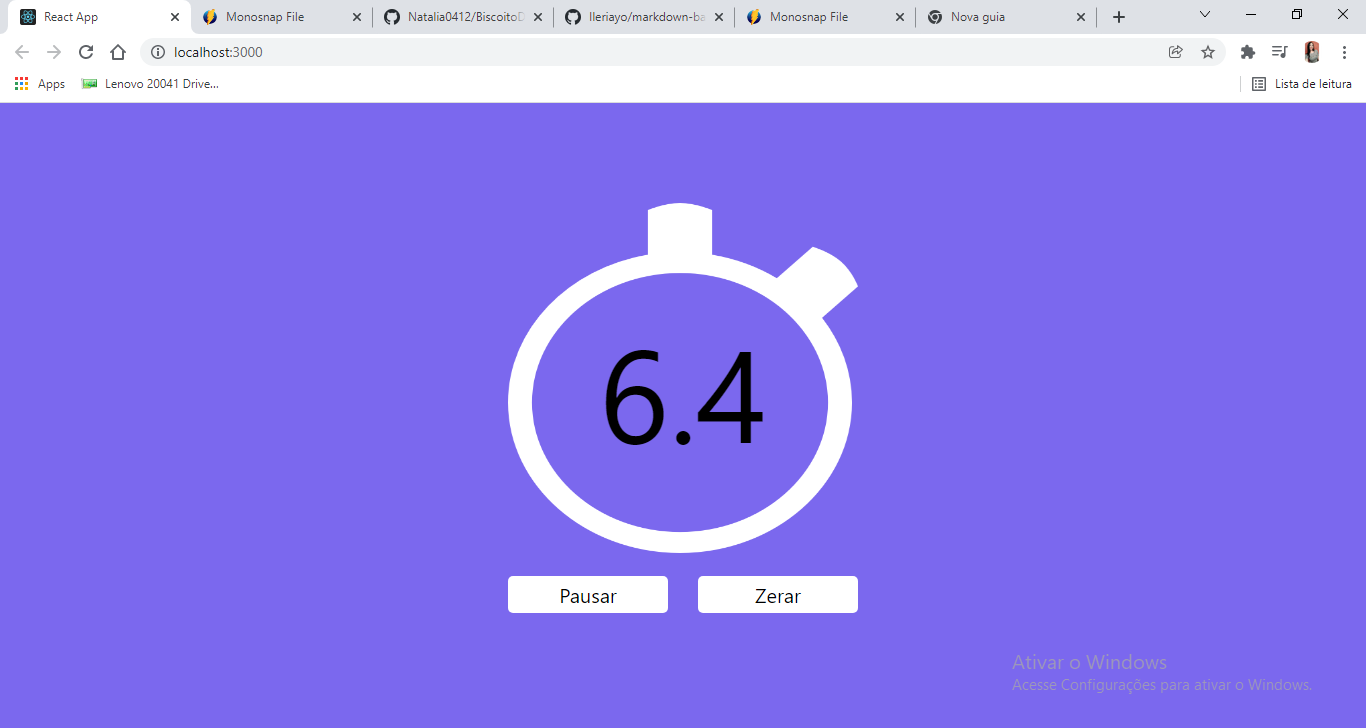 React App
Monosnap File
Natalia0412/BiscoitoD
lleriayo/markdown-ba
Monosnap File
Nova guia
localhost:3000
Apps
Lenovo 20041 Drive...
Lista de leitura
6.4
Pausar
Zerar
Ativar o Windows
Acesse Configurações para ativar o Windows.